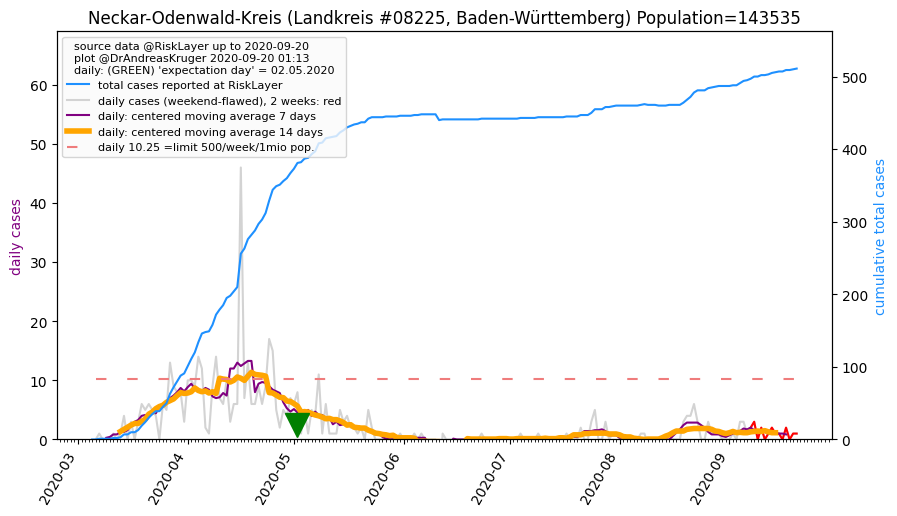 Neckar-Odenwald-Kreis (Landkreis #08225, Baden-Württemberg) Population=143535
source data @RiskLayer up to 2020-09-20
plot @DrAndreasKruger 2020-09-20 01:13
daily: (GREEN) 'expectation day' = 02.05.2020
total cases reported at RiskLayer
daily cases (weekend-flawed), 2 weeks: red
daily: centered moving average 7 days
daily: centered moving average 14 days
daily 10.25 =limit 500/week/1mio pop.
daily cases
60
50
40
30
20
10
0
cumulative total cases
500
400
300
200
100
0
2020-03
2020-04
2020-05
2020-06
2020-07
2020-08
2020-09